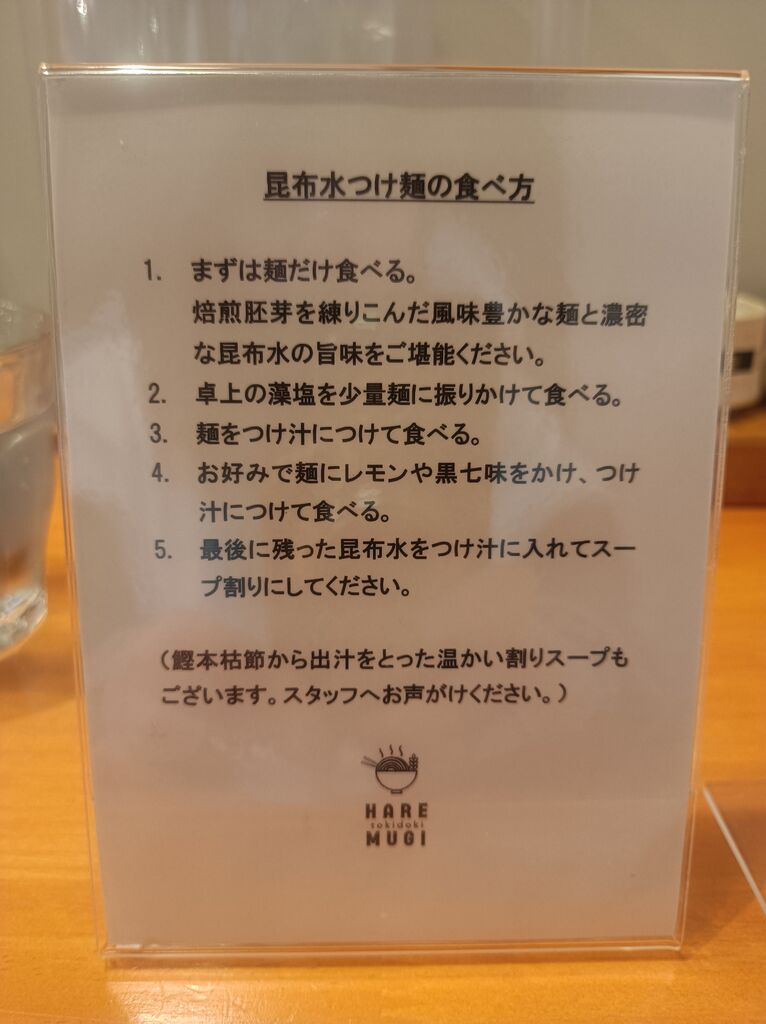 昆布水つけ麺の食べ方
1. まずは麺だけ食べる。
焙煎胚芽を練りこんだ風味豊かな麺と濃密
な昆布水の旨味をご堪能ください。
2. 卓上の藻塩を少量麺に振りかけて食べる。
3. 麺をつけ汁につけて食べる。
4. お好みで麺にレモンや黒七味をかけ、つけ
汁につけて食べる。
5. 最後に残った昆布水をつけ汁に入れてスー
プ割りにしてください。
（鰹本枯節から出汁をとった温かい割りスープも
ございます。スタッフへお声がけください。）
HARE
tokidoki
MUGI